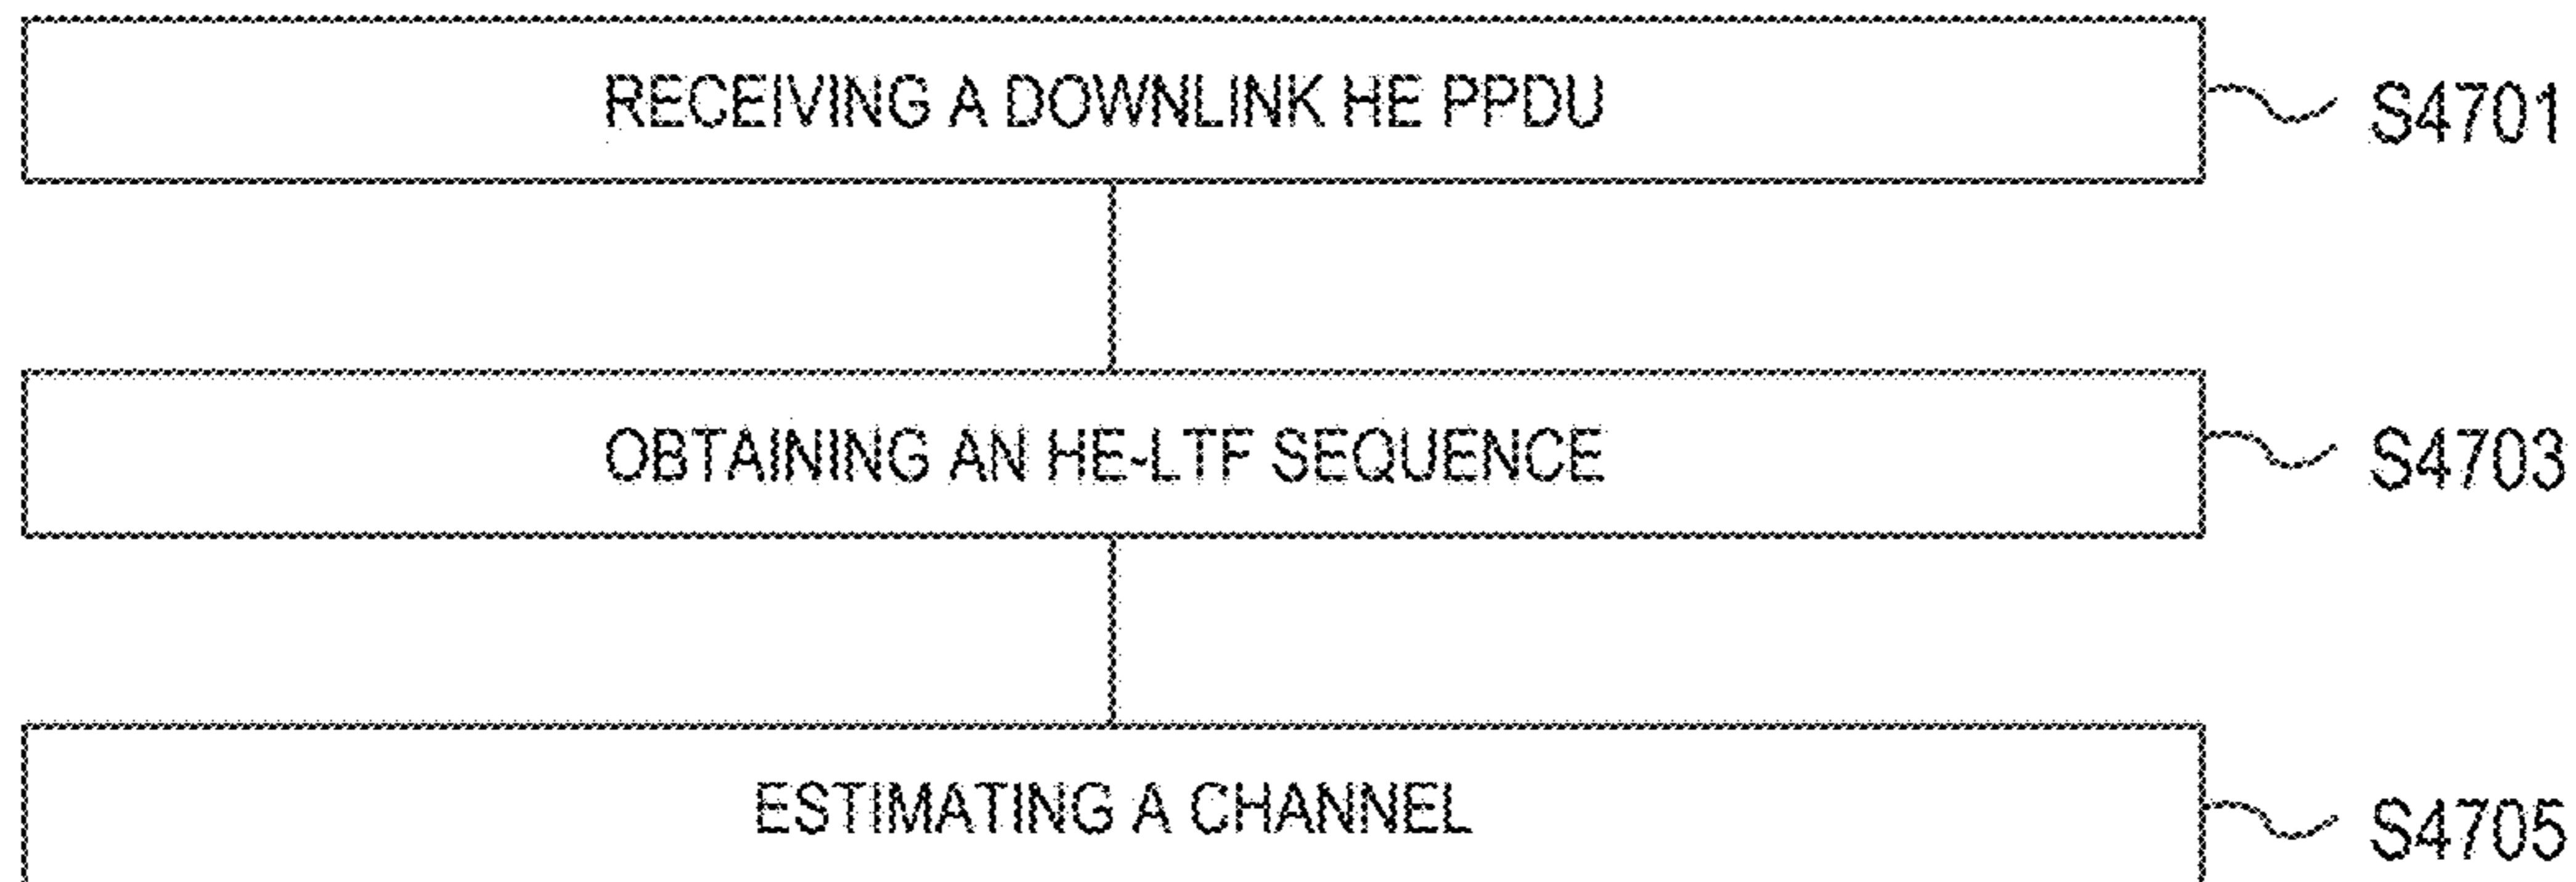 RECEIVING A DOWNLINK HE PPDU S4701
OBTAINING AN HE-LTF SEQUENCE S4703
ESTIMATING A CHANNEL S4705